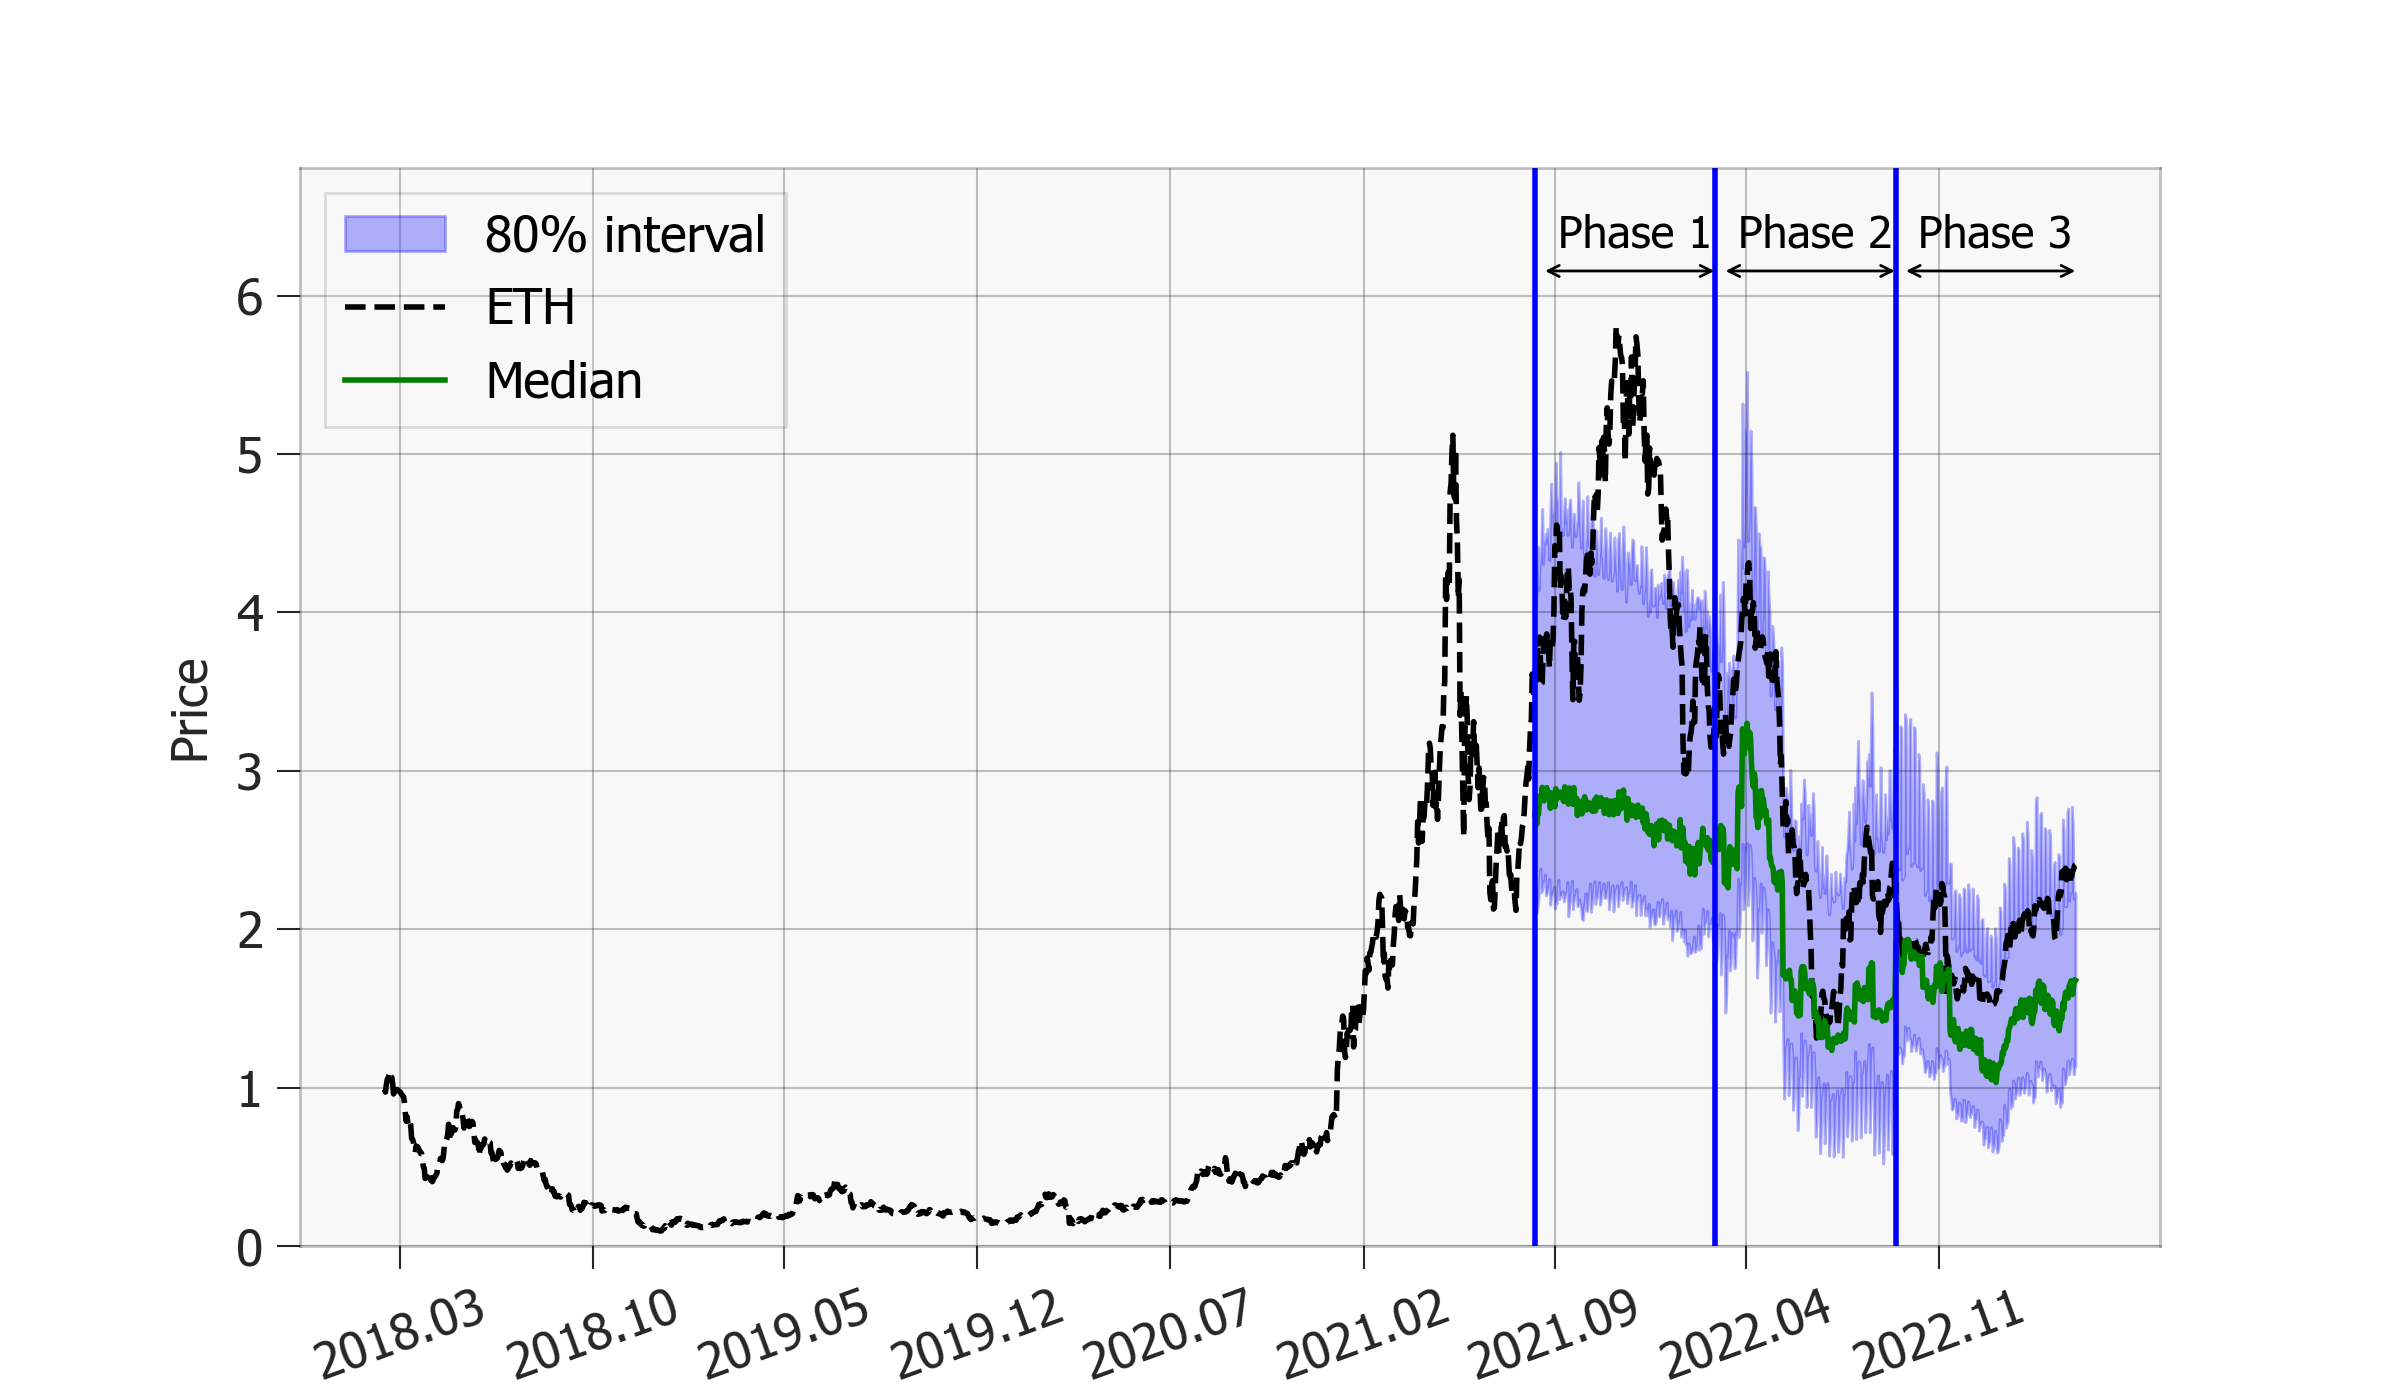 80% interval
ETH
Median
Phase 1
Phase 2
Phase 3
Price
6
5
4
3
2
1
0
2018.03
2018.10
2019.05
2019.12
2020.07
2021.02
2021.09
2022.04
2022.11